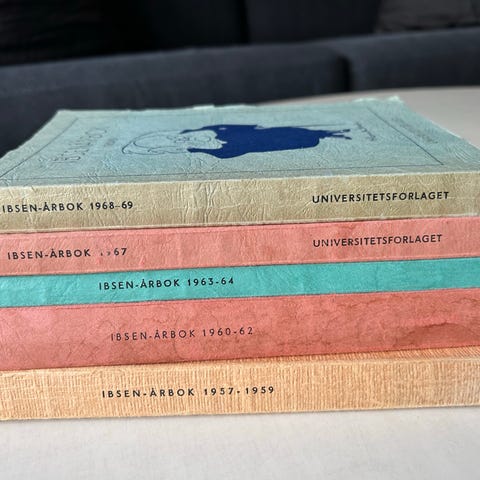 IBSEN-ÅRBOK 1968-69 UNIVERSITETSFORLAGET
IBSEN-ÅRBOK 67 UNIVERSITETSFORLAGET
IBSEN-ÅRBOK 1963-64
IBSEN-ÅRBOK 1960-62
IBSEN-ÅRBOK 1957-1959